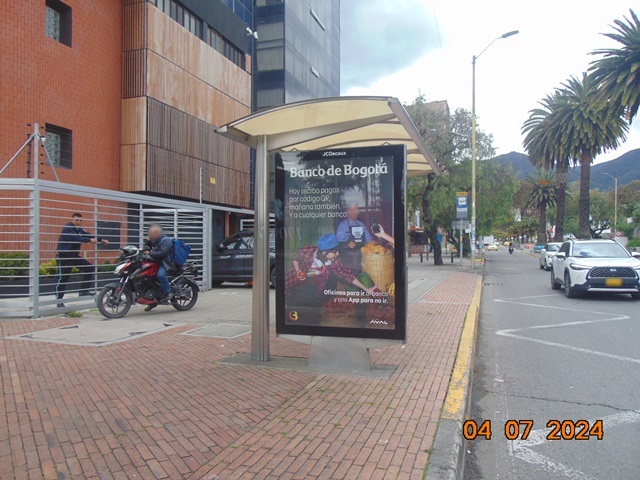 JCDecaux
Banco de Bogotá
Hoy recibo pagos
por código QR,
mañana también.
Y a cualquier banco.
Oficinas para ir al banco
y una App para no ir.
AVAL
04 07 2024